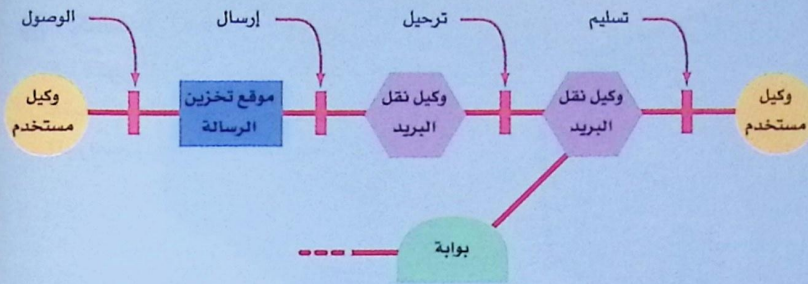 الوصول
إرسال
ترحيل
تسليم
وكيل
مستخدم
موقع تخزين
الرسالة
وكيل نقل
البريد
وكيل نقل
البريد
وكيل
مستخدم
بوابة